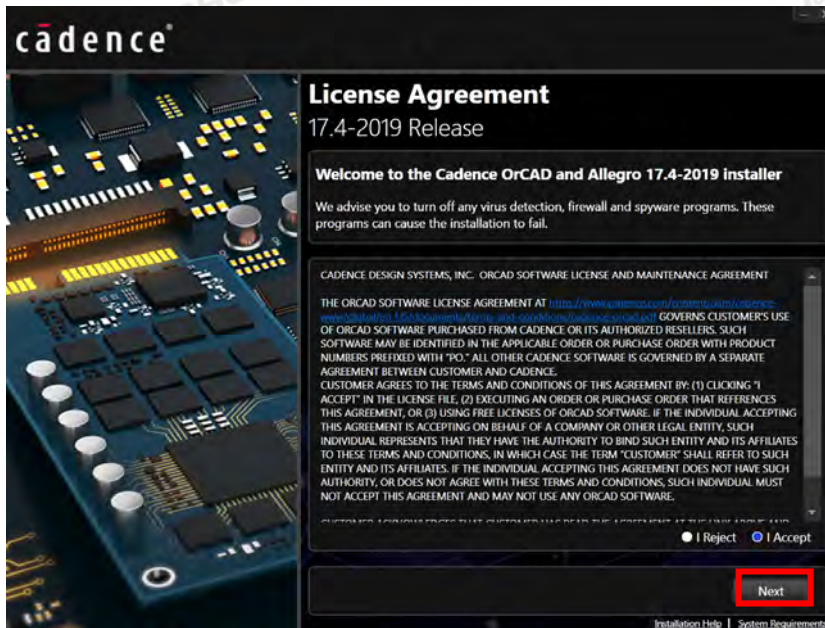 cādence®
License Agreement
17.4-2019 Release
Welcome to the Cadence OrCAD and Allegro 17.4-2019 installer
We advise you to turn off any virus detection, firewall and spyware programs. These
programs can cause the installation to fail.
CADENCE DESIGN SYSTEMS, INC. ORCAD SOFTWARE LICENSE AND MAINTENANCE AGREEMENT
THE ORCAD SOFTWARE LICENSE AGREEMENT AT
GOVERNS CUSTOMER'S USE
OF ORCAD SOFTWARE PURCHASED FROM CADENCE OR ITS AUTHORIZED RESELLERS. SUCH
SOFTWARE MAY BE IDENTIFIED IN THE APPLICABLE ORDER OR PURCHASE ORDER WITH PRODUCT
NUMBERS PREFIXED WITH "PO." ALL OTHER CADENCE SOFTWARE IS GOVERNED BY A SEPARATE
AGREEMENT BETWEEN CUSTOMER AND CADENCE.
CUSTOMER AGREES TO THE TERMS AND CONDITIONS OF THIS AGREEMENT BY: (1) CLICKING "I
ACCEPT" IN THE LICENSE FILE, (2) EXECUTING AN ORDER OR PURCHASE ORDER THAT REFERENCES
THIS AGREEMENT, OR (3) USING FREE LICENSES OF ORCAD SOFTWARE. IF THE INDIVIDUAL ACCEPTING
THIS AGREEMENT IS ACCEPTING ON BEHALF OF A COMPANY OR OTHER LEGAL ENTITY, SUCH
INDIVIDUAL REPRESENTS THAT THEY HAVE THE AUTHORITY TO BIND SUCH ENTITY AND ITS AFFILIATES
TO THESE TERMS AND CONDITIONS, IN WHICH CASE THE TERM "CUSTOMER" SHALL REFER TO SUCH
ENTITY AND ITS AFFILIATES. IF THE INDIVIDUAL ACCEPTING THIS AGREEMENT DOES NOT HAVE SUCH
AUTHORITY, OR DOES NOT AGREE WITH THESE TERMS AND CONDITIONS, SUCH INDIVIDUAL MUST
NOT ACCEPT THIS AGREEMENT AND MAY NOT USE ANY ORCAD SOFTWARE.
I Reject I Accept
Next
Installation Help | System Requirements